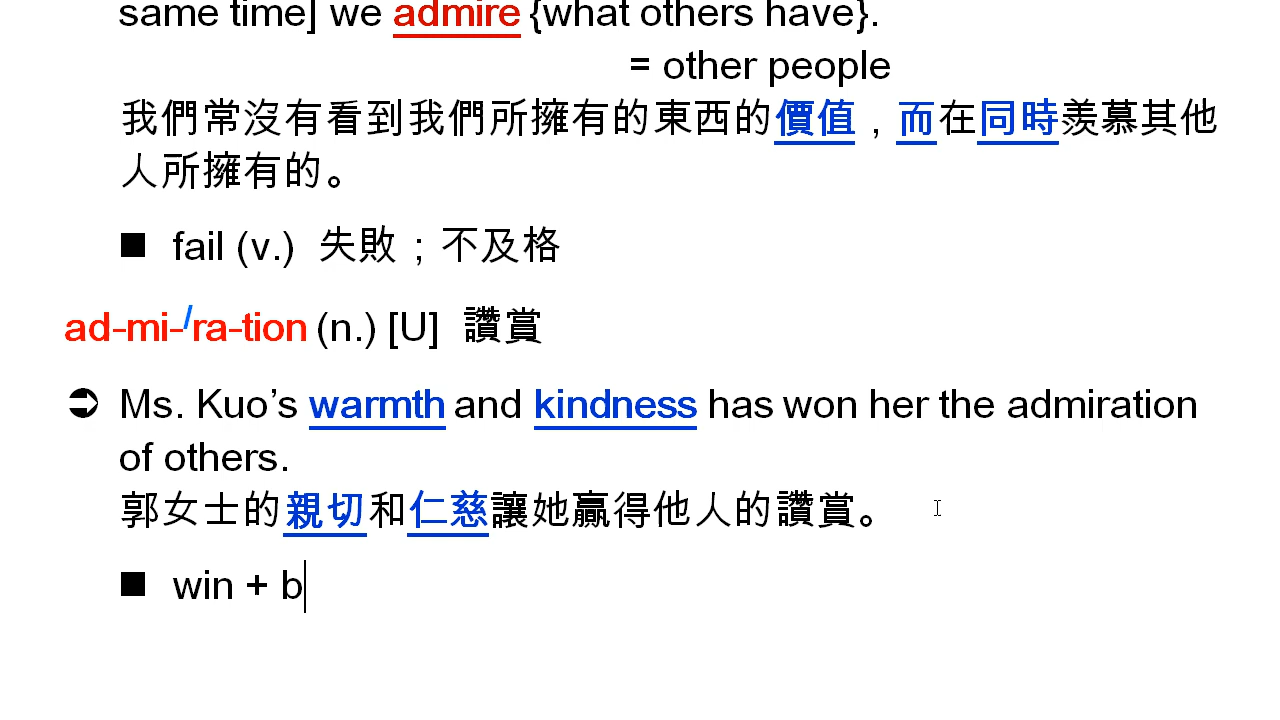 same time] we admire {what others have}.
= other people
我們常沒有看到我們所擁有的東西的價值，而在同時羨慕其他
人所擁有的。
■ fail (v.) 失敗；不及格
ad-mi-/ra-tion (n.) [U] 讚賞
➲ Ms. Kuo’s warmth and kindness has won her the admiration
of others.
郭女士的親切和仁慈讓她贏得他人的讚賞。
■ win + b